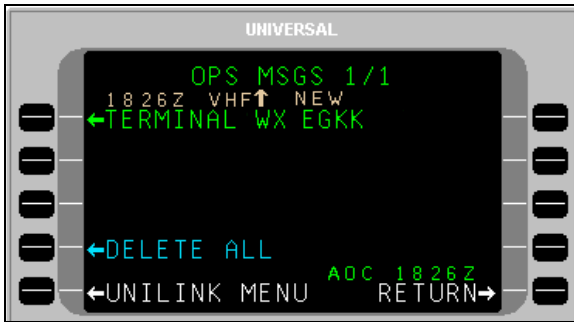 UNIVERSAL
OPS MSGS 1/1
1826Z VHF↑ NEW
←TERMINAL WX EGKK
←DELETE ALL
AOC 1826Z
←UNILINK MENU RETURN→